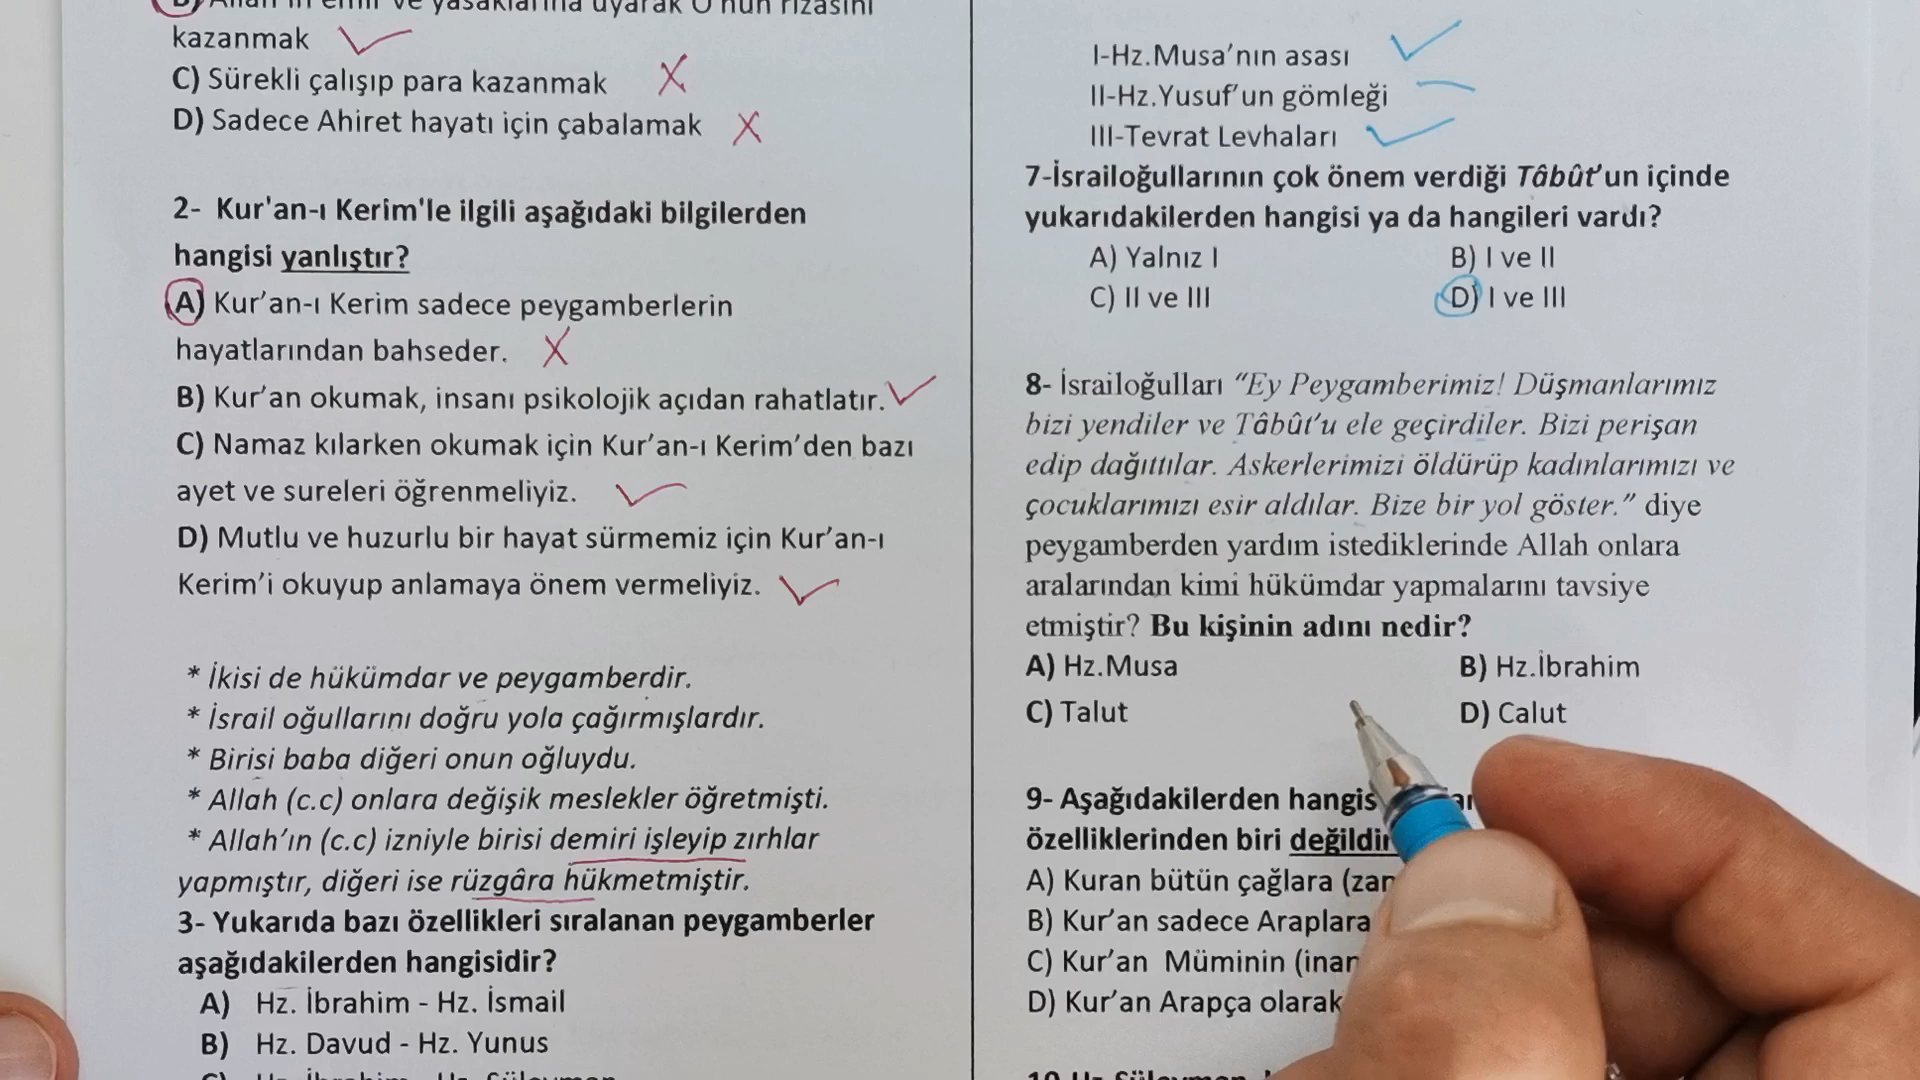 B) Allah'ın emir ve yasaklarına uyarak O'nun rızasını
kazanmak
C) Sürekli çalışıp para kazanmak
D) Sadece Ahiret hayatı için çabalamak
2- Kur'an-ı Kerim'le ilgili aşağıdaki bilgilerden
hangisi yanlıştır?
A) Kur'an-ı Kerim sadece peygamberlerin
hayatlarından bahseder.
B) Kur'an okumak, insanı psikolojik açıdan rahatlatır.
C) Namaz kılarken okumak için Kur'an-ı Kerim'den bazı
ayet ve sureleri öğrenmeliyiz.
D) Mutlu ve huzurlu bir hayat sürmemiz için Kur'an-ı
Kerim'i okuyup anlamaya önem vermeliyiz.
* İkisi de hükümdar ve peygamberdir.
* İsrail oğullarını doğru yola çağırmışlardır.
* Birisi baba diğeri onun oğluydu.
* Allah (c.c) onlara değişik meslekler öğretmişti.
* Allah'ın (c.c) izniyle birisi demiri işleyip zırhlar
yapmıştır, diğeri ise rüzgâra hükmetmiştir.
3- Yukarıda bazı özellikleri sıralanan peygamberler
aşağıdakilerden hangisidir?
A) Hz. İbrahim - Hz. İsmail
B) Hz. Davud - Hz. Yunus
I-Hz.Musa'nın asası
II-Hz.Yusuf'un gömleği
III-Tevrat Levhaları
7-İsrailoğullarının çok önem verdiği Tâbût'un içinde
yukarıdakilerden hangisi ya da hangileri vardı?
A) Yalnız I B) I ve II
C) II ve III D) I ve III
8- İsrailoğulları "Ey Peygamberimiz! Düşmanlarımız
bizi yendiler ve Tâbût'u ele geçirdiler. Bizi perişan
edip dağıttılar. Askerlerimizi öldürüp kadınlarımızı ve
çocuklarımızı esir aldılar. Bize bir yol göster." diye
peygamberden yardım istediklerinde Allah onlara
aralarından kimi hükümdar yapmalarını tavsiye
etmiştir? Bu kişinin adını nedir?
A) Hz.Musa B) Hz.İbrahim
C) Talut D) Calut
9- Aşağıdakilerden
özelliklerinden biri değildir
A) Kuran bütün çağlara
B) Kur'an sadece Araplara
C) Kur'an Müminin
D) Kur'an Arapça olarak